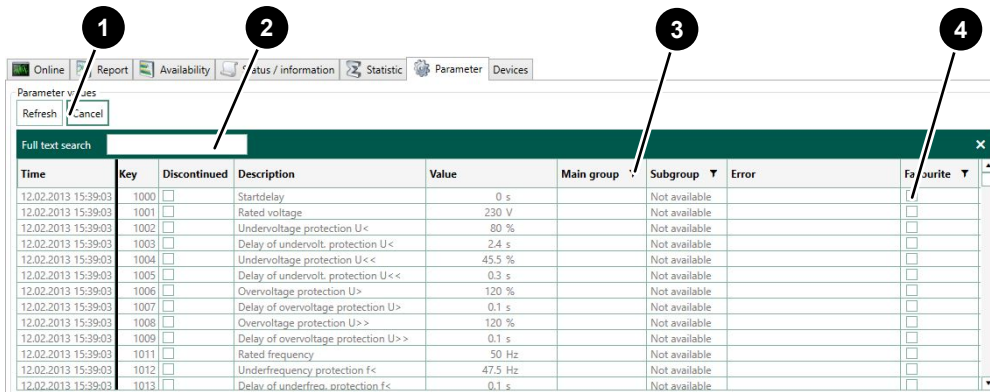 1 2 3 4
Online Report Availability Status / information Statistic Parameter Devices
Parameter values
Refresh Cancel
Full text search
Time Key Discontinued Description Value Main group Subgroup Error Favourite
12.02.2013 15:39:03 1000 Startdelay 0 s Not available
12.02.2013 15:39:03 1001 Rated voltage 230 V Not available
12.02.2013 15:39:03 1002 Undervoltage protection U< 80 % Not available
12.02.2013 15:39:03 1003 Delay of undervolt. protection U< 2.4 s Not available
12.02.2013 15:39:03 1004 Undervoltage protection U<< 45.5 % Not available
12.02.2013 15:39:03 1005 Delay of undervolt. protection U<< 0.3 s Not available
12.02.2013 15:39:03 1006 Overvoltage protection U> 120 % Not available
12.02.2013 15:39:03 1007 Delay of overvoltage protection U> 0.1 s Not available
12.02.2013 15:39:03 1008 Overvoltage protection U>> 120 % Not available
12.02.2013 15:39:03 1009 Delay of overvoltage protection U>> 0.1 s Not available
12.02.2013 15:39:03 1011 Rated frequency 50 Hz Not available
12.02.2013 15:39:03 1012 Underfrequency protection f< 47.5 Hz Not available
12.02.2013 15:39:03 1013 Delay of underfreq. protection f< 0.1 s Not available